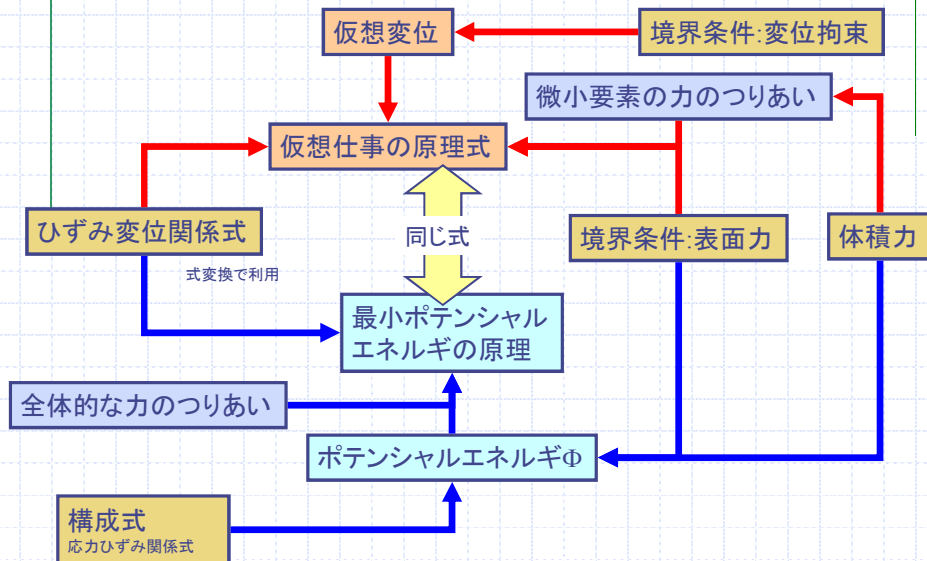 仮想変位
境界条件:変位拘束
微小要素の力のつりあい
仮想仕事の原理式
ひずみ変位関係式
同じ式
境界条件:表面力
体積力
式変換で利用
最小ポテンシャル
エネルギの原理
全体的な力のつりあい
ポテンシャルエネルギΦ
構成式
応力ひずみ関係式